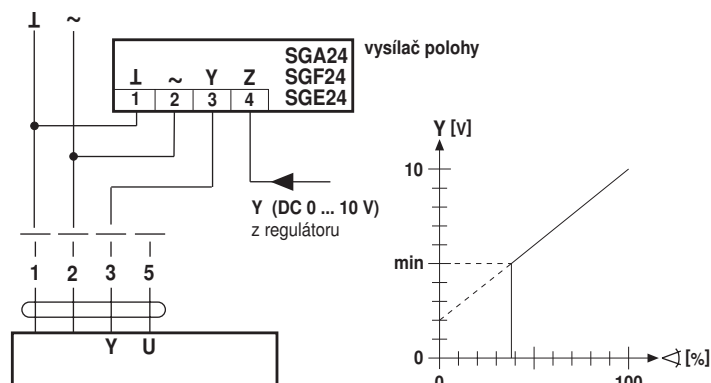 ⊥ ~
vysílač polohy
SGA24
SGF24
SGE24
⊥ ~ Y Z
1 2 3 4
Y (DC 0 ... 10 V)
z regulátoru
1 2 3 5
Y U
Y [V]
10
min
0
[%]
0 100